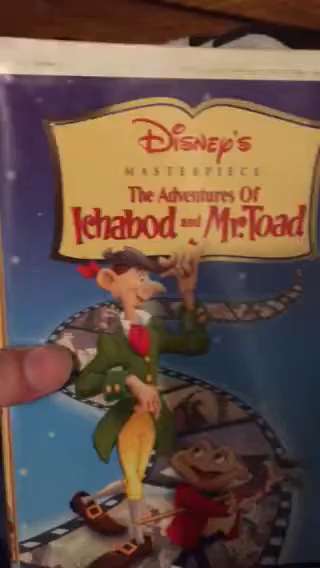 Disney's
MASTERPIECE
The Adventures Of
Ichabod and Mr. Toad